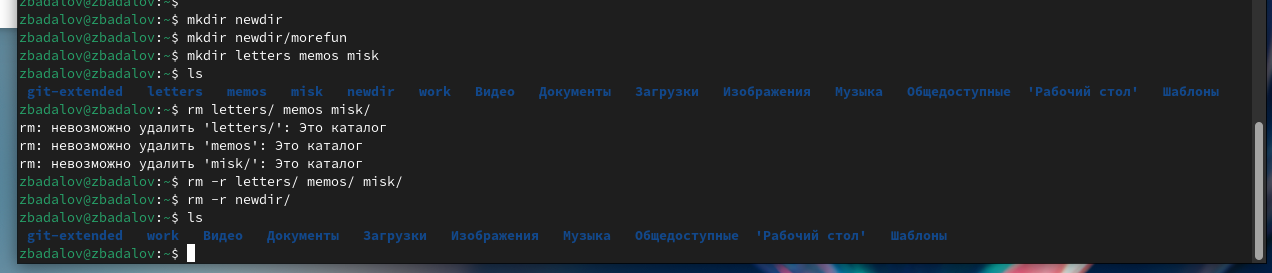 zbadalov@zbadalov:~$
zbadalov@zbadalov:~$ mkdir newdir
zbadalov@zbadalov:~$ mkdir newdir/morefun
zbadalov@zbadalov:~$ mkdir letters memos misk
zbadalov@zbadalov:~$ ls
git-extended letters memos misk newdir work Видео Документы Загрузки Изображения Музыка Общедоступные 'Рабочий стол' Шаблоны
zbadalov@zbadalov:~$ rm letters/ memos misk/
rm: невозможно удалить 'letters/': Это каталог
rm: невозможно удалить 'memos': Это каталог
rm: невозможно удалить 'misk/': Это каталог
zbadalov@zbadalov:~$ rm -r letters/ memos/ misk/
zbadalov@zbadalov:~$ rm -r newdir/
zbadalov@zbadalov:~$ ls
git-extended work Видео Документы Загрузки Изображения Музыка Общедоступные 'Рабочий стол' Шаблоны
zbadalov@zbadalov:~$